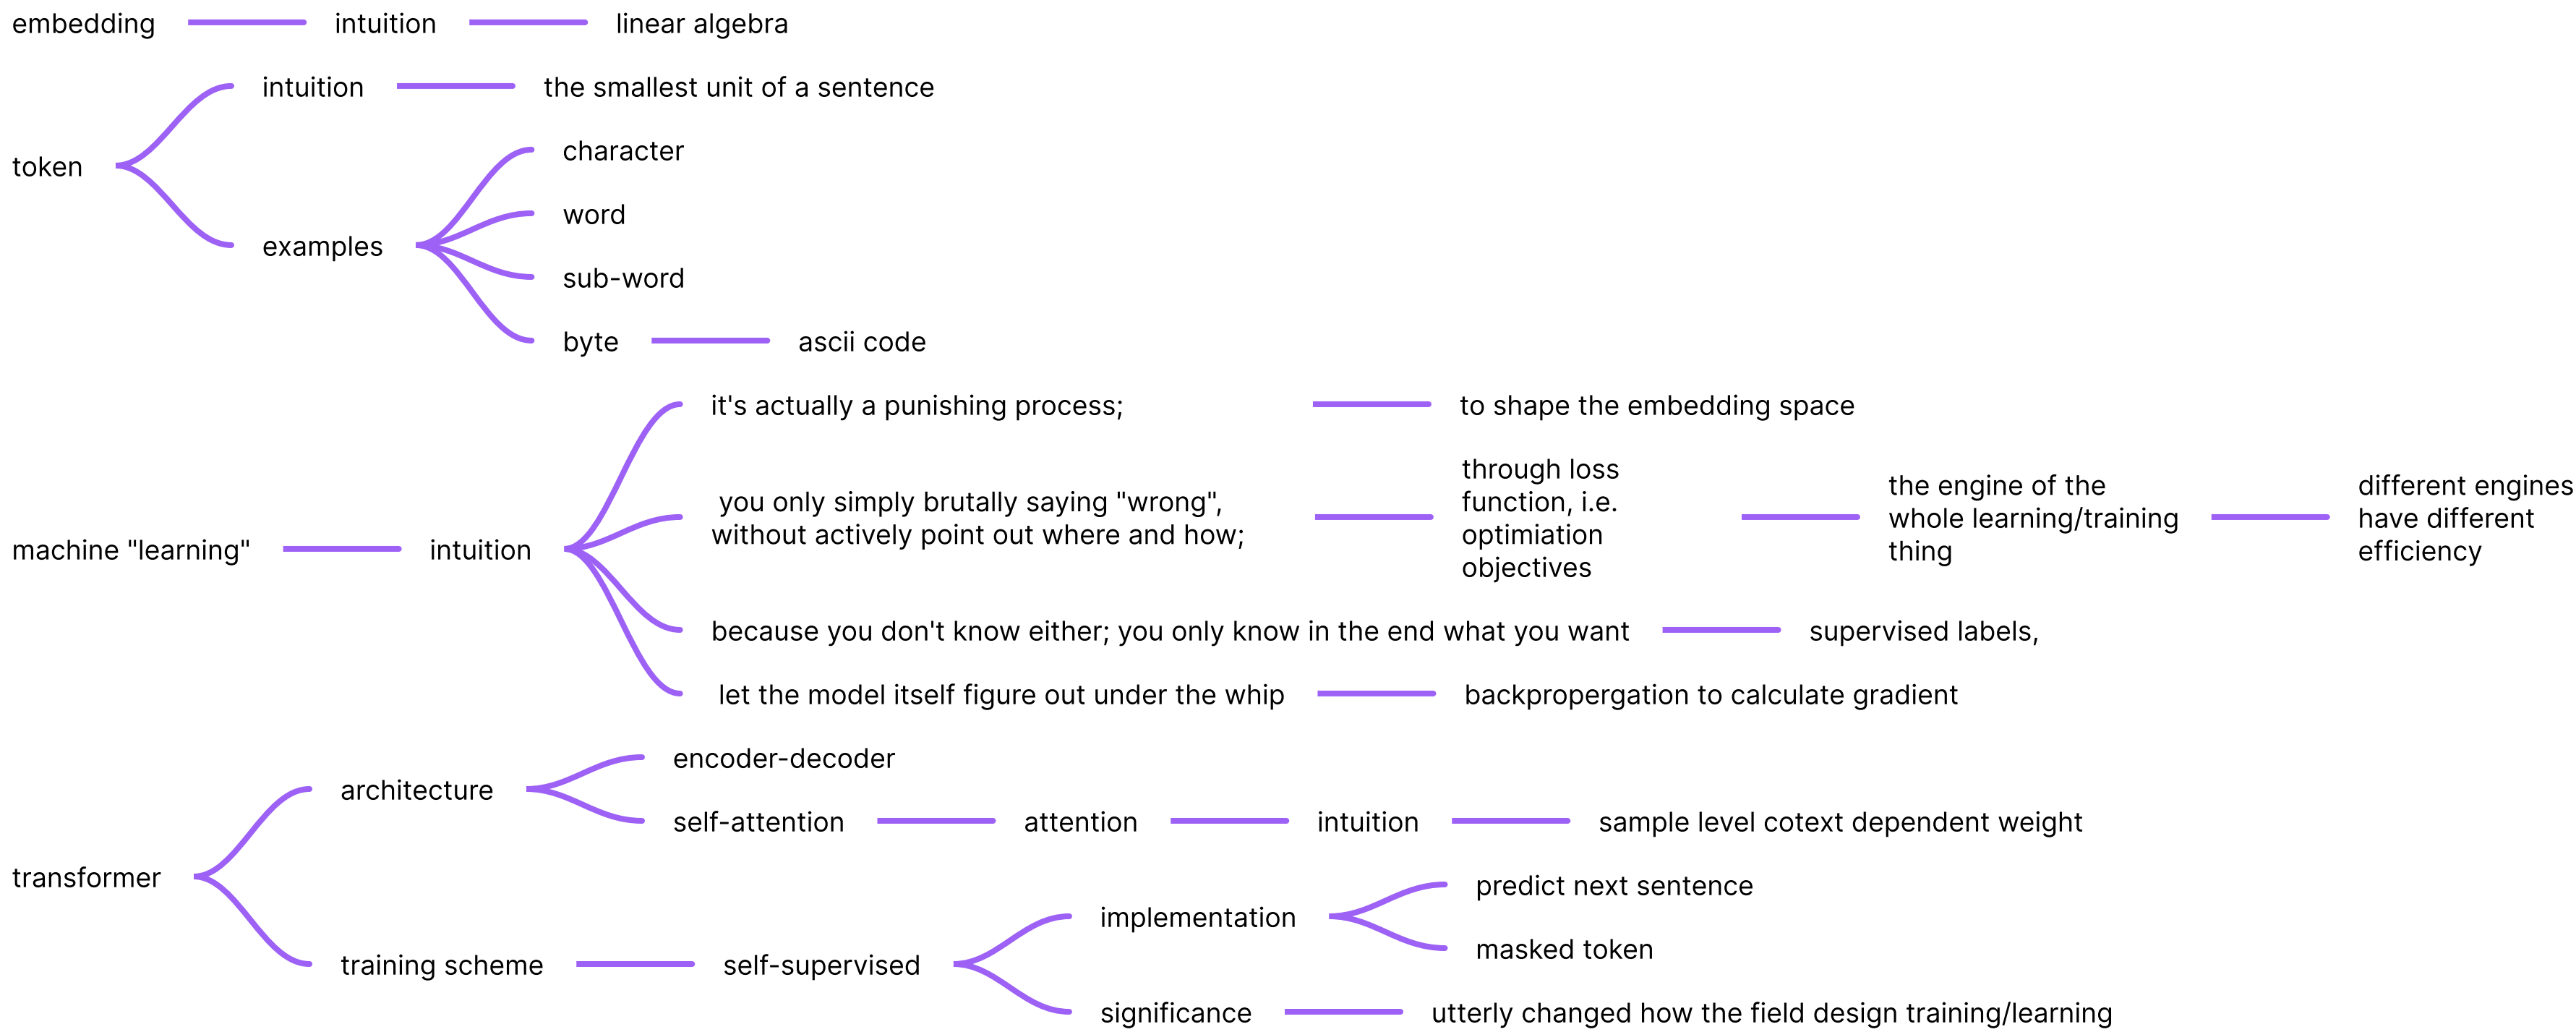 embedding
intuition
linear algebra
token
intuition
the smallest unit of a sentence
examples
character
word
sub-word
byte
ascii code
machine "learning"
intuition
it's actually a punishing process;
to shape the embedding space
you only simply brutally saying "wrong",
without actively point out where and how;
through loss
function, i.e.
optimiation
objectives
the engine of the
whole learning/training
thing
different engines
have different
efficiency
because you don't know either; you only know in the end what you want
supervised labels,
let the model itself figure out under the whip
backpropergation to calculate gradient
transformer
architecture
encoder-decoder
self-attention
attention
intuition
sample level cotext dependent weight
training scheme
self-supervised
implementation
predict next sentence
masked token
significance
utterly changed how the field design training/learning